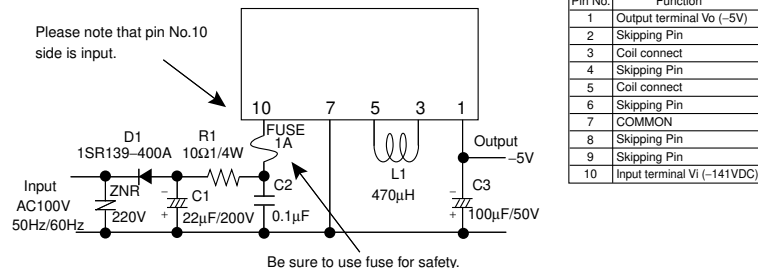 Please note that pin No.10
side is input.
10 7 5 3 1
FUSE
1A
D1
1SR139–400A
R1
10Ω1/4W
L1
470µH
Output
–5V
Input
AC100V
50Hz/60Hz
ZNR
220V
–
+
C1
22µF/200V
C2
0.1µF
–
+
C3
100µF/50V
Be sure to use fuse for safety.
Pin No. Function
1 Output terminal Vo (–5V)
2 Skipping Pin
3 Coil connect
4 Skipping Pin
5 Coil connect
6 Skipping Pin
7 COMMON
8 Skipping Pin
9 Skipping Pin
10 Input terminal Vi (–141VDC)